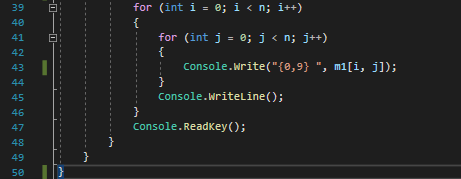 39 for (int i = 0; i < n; i++)
40 {
41 for (int j = 0; j < n; j++)
42 {
43 Console.Write("{0,9} ", m1[i, j]);
44 }
45 Console.WriteLine();
46 }
47 Console.ReadKey();
48 }
49 }
50 }